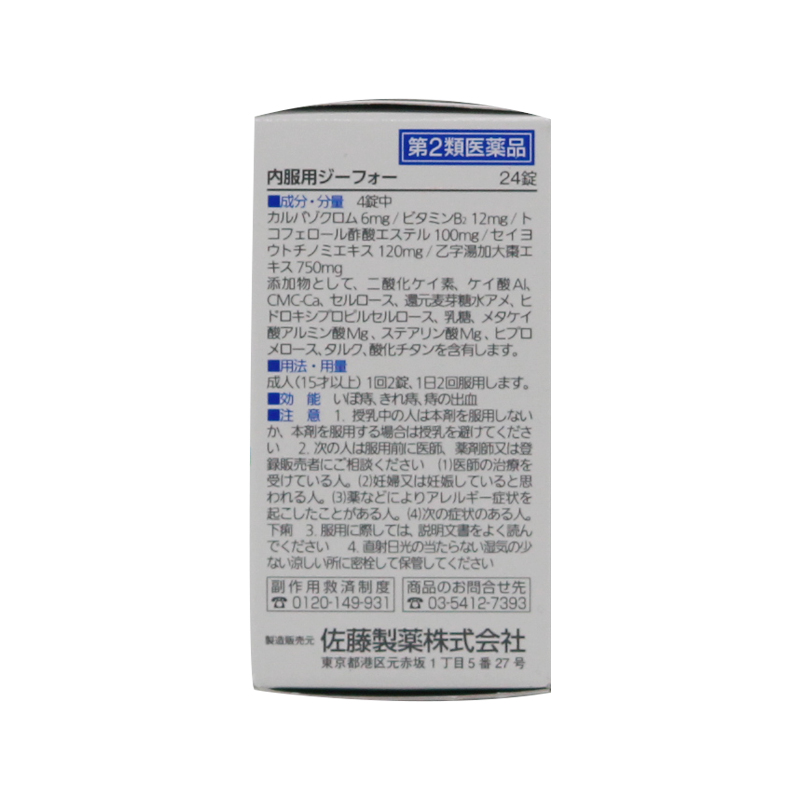 第2類医薬品
内服用ジーフォー 24錠
■成分・分量 4錠中
カルバゾクロム6mg/ビタミンB₂ 12mg/ト
コフェロール酢酸エステル 100mg/セイヨ
ウトチノミエキス120mg/乙字湯加大棗エ
キス750mg
添加物として、二酸化ケイ素、ケイ酸Al、
CMC-Ca、セルロース、還元麦芽糖水アメ、ヒ
ドロキシプロピルセルロース、乳糖、メタケイ
酸アルミン酸Mg、ステアリン酸Mg、ヒプロ
メロース、タルク、酸化チタンを含有します。
■用法・用量
成人(15才以上)1回2錠、1日2回服用します。
■効能 いぼ痔、きれ痔、痔の出血
■注意 1. 授乳中の人は本剤を服用しない
か、本剤を服用する場合は授乳を避けてくださ
い 2. 次の人は服用前に医師、薬剤師又は登
録販売者にご相談ください (1)医師の治療を
受けている人。(2)妊婦又は妊娠していると思
われる人。(3)薬などによりアレルギー症状を
起こしたことがある人。(4)次の症状のある人。
下痢 3. 服用に際しては、説明文書をよく読ん
でください 4. 直射日光の当たらない湿気の少
ない涼しい所に密栓して保管してください
副作用救済制度
☎0120-149-931
商品のお問合せ先
☎03-5412-7393
製造販売元 佐藤製薬株式会社
東京都港区元赤坂1丁目5番27号